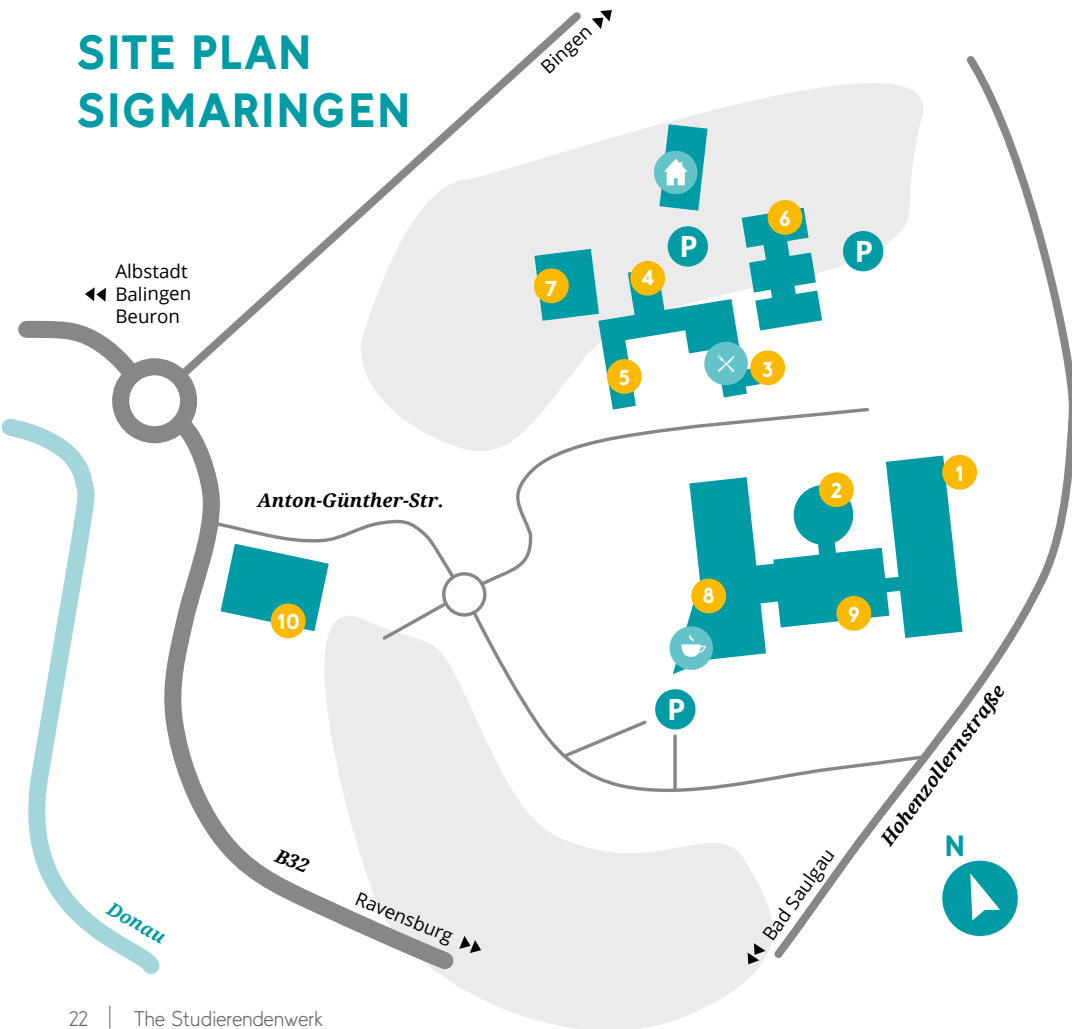 SITE PLAN
SIGMARINGEN
Bingen
Albstadt
Balingen
Beuron
6
P
P
4
7
3
5
1
Anton-Günther-Str.
2
8
9
10
P
Hohenzollernstraße
N
B32
Ravensburg
Bad Saulgau
Donau
22 | The Studierendenwerk